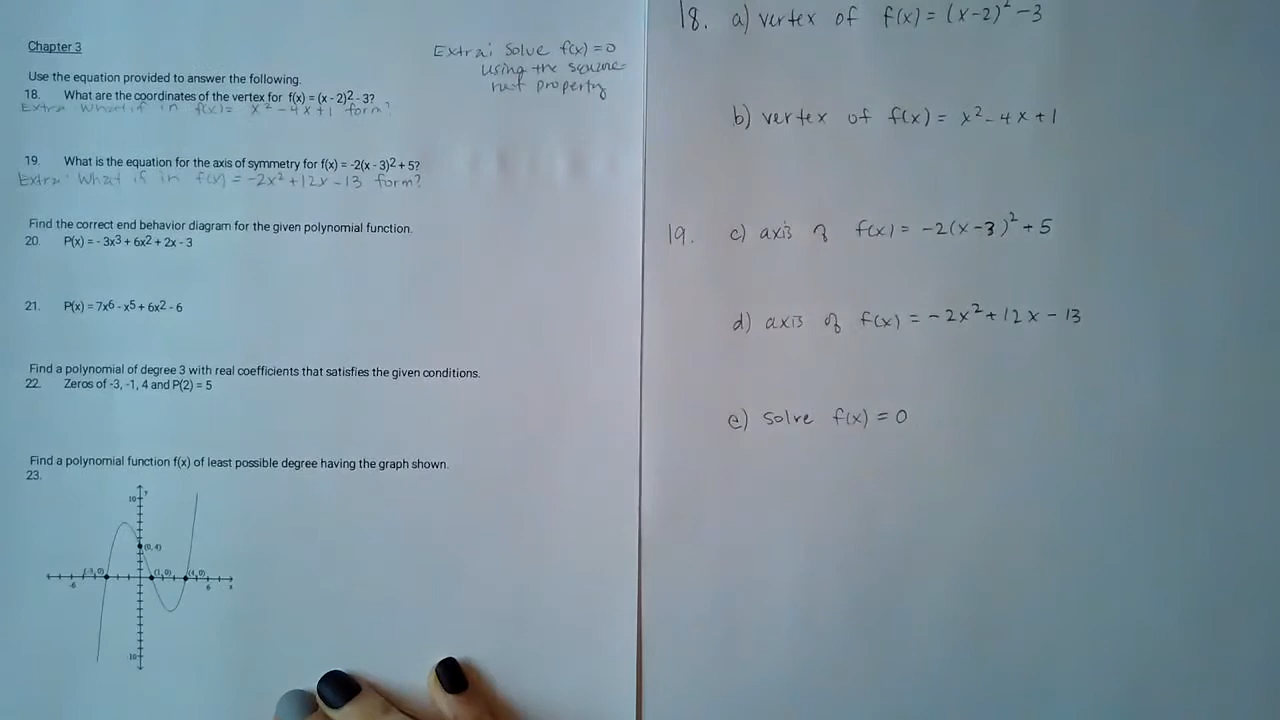 Chapter 3
Extra: Solve f(x) = 0
using the square
root property
Use the equation provided to answer the following.
18. What are the coordinates of the vertex for f(x) = (x - 2)2 - 3?
Extra: What if in f(x) = x² - 4x + 1 form?
19. What is the equation for the axis of symmetry for f(x) = -2(x - 3)2 + 5?
Extra: What if in f(x) = -2x² + 12x - 13 form?
Find the correct end behavior diagram for the given polynomial function.
20. P(x) = - 3x3 + 6x2 + 2x - 3
21. P(x) = 7x6 - x5 + 6x2 - 6
Find a polynomial of degree 3 with real coefficients that satisfies the given conditions.
22. Zeros of -3, -1, 4 and P(2) = 5
Find a polynomial function f(x) of least possible degree having the graph shown.
23.
10
y
(0, 4)
(-3, 0)
(1, 0)
(4, 0)
-6
6
x
10
18. a) vertex of f(x) = (x-2)² - 3
b) vertex of f(x) = x² - 4x + 1
19. c) axis of f(x) = -2(x-3)² + 5
d) axis of f(x) = -2x² + 12x - 13
e) solve f(x) = 0